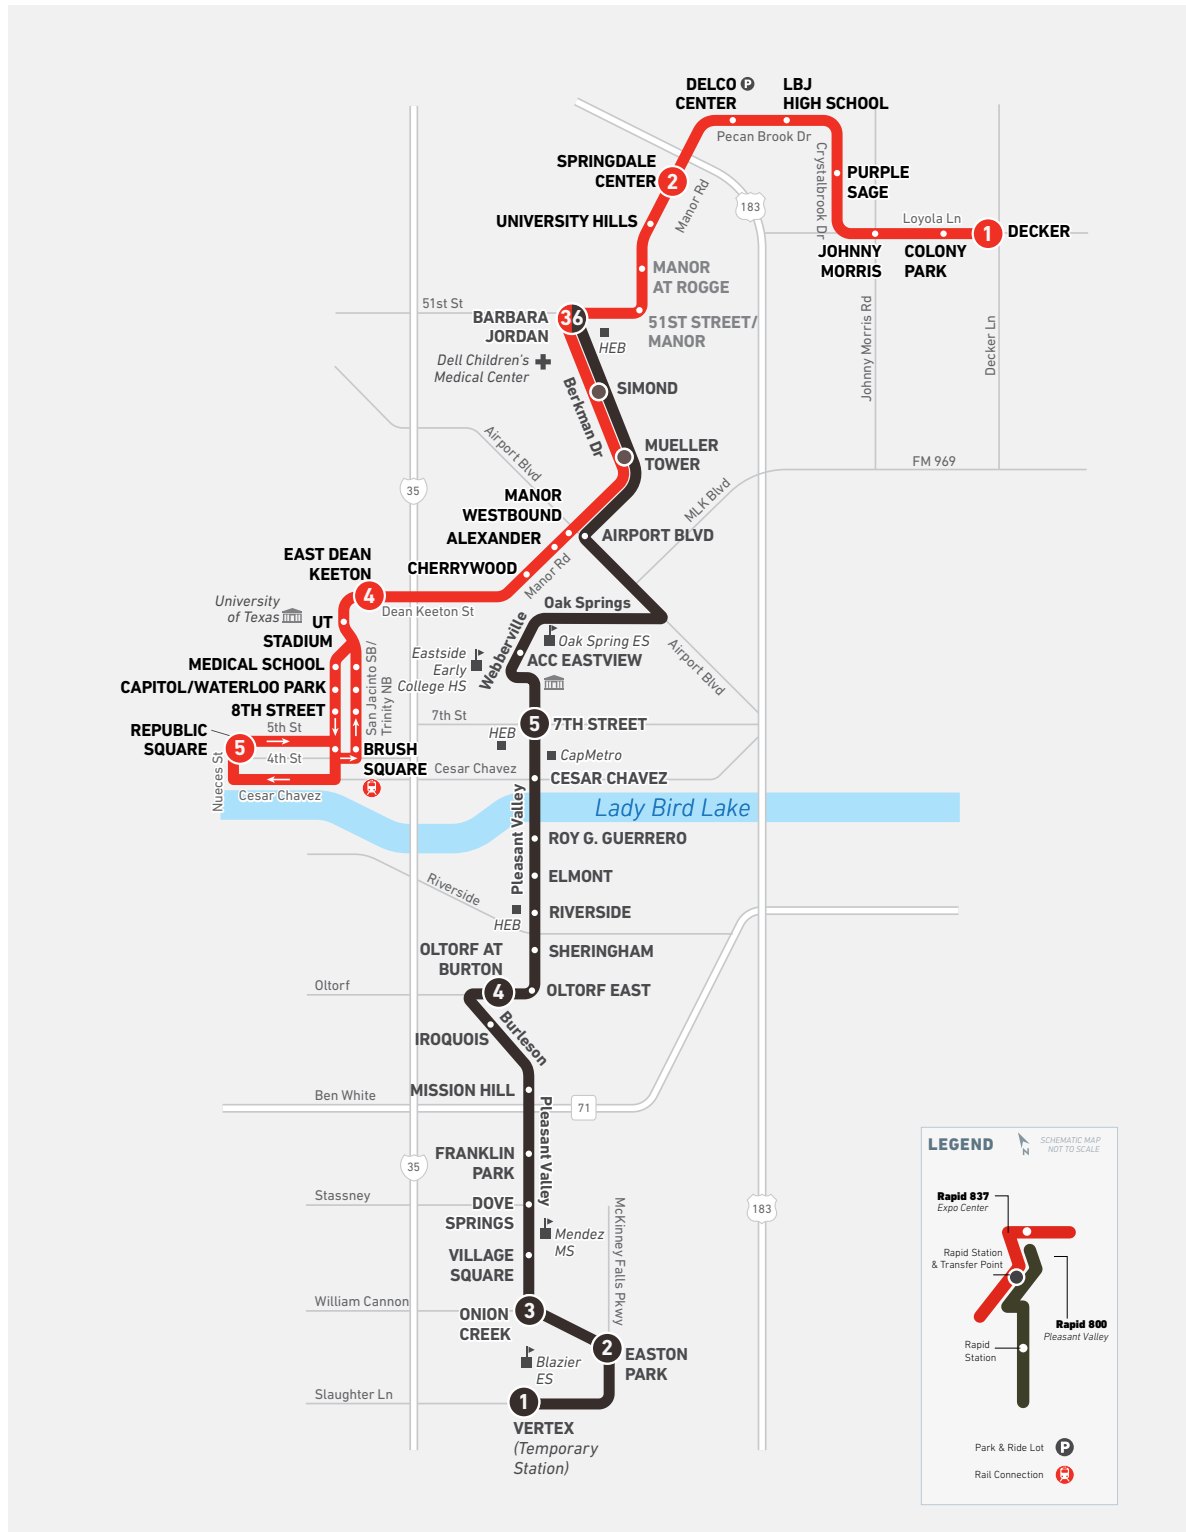 DELCO P
CENTER
LBJ
HIGH SCHOOL
Pecan Brook Dr
SPRINGDALE
CENTER
2
Manor Rd
183
Crystalbrook Dr
PURPLE
SAGE
UNIVERSITY HILLS
Loyola Ln
1
DECKER
JOHNNY
MORRIS
COLONY
PARK
MANOR
AT ROGGE
51st St
BARBARA
JORDAN
36
51ST STREET/
MANOR
HEB
Johnny Morris Rd
Decker Ln
Dell Children's
Medical Center
Berkman Dr
SIMOND
Airport Blvd
MUELLER
TOWER
FM 969
MLK Blvd
35
MANOR
WESTBOUND
ALEXANDER
AIRPORT BLVD
CHERRYWOOD
Manor Rd
EAST DEAN
KEETON
4
Dean Keeton St
Oak Springs
University
of Texas
UT
STADIUM
Webberville
Oak Spring ES
ACC EASTVIEW
Airport Blvd
Eastside
Early
College HS
MEDICAL SCHOOL
San Jacinto SB/
Trinity NB
CAPITOL/WATERLOO PARK
8TH STREET
7th St
5
7TH STREET
REPUBLIC
SQUARE
5
5th St
4th St
HEB
CapMetro
BRUSH
SQUARE
Nueces St
Cesar Chavez
Cesar Chavez
CESAR CHAVEZ
Lady Bird Lake
Pleasant Valley
ROY G. GUERRERO
ELMONT
Riverside
RIVERSIDE
HEB
SHERINGHAM
OLTORF AT
BURTON
Oltorf
4
OLTORF EAST
Burleson
IROQUOIS
Ben White
MISSION HILL
71
Pleasant Valley
FRANKLIN
PARK
35
Stassney
DOVE
SPRINGS
McKinney Falls Pkwy
183
Mendez
MS
VILLAGE
SQUARE
William Cannon
ONION
CREEK
3
2
EASTON
PARK
Blazier
ES
Slaughter Ln
1
VERTEX
(Temporary
Station)
LEGEND
N
SCHEMATIC MAP
NOT TO SCALE
Rapid 837
Expo Center
Rapid Station
& Transfer Point
Rapid 800
Pleasant Valley
Rapid
Station
Park & Ride Lot P
Rail Connection